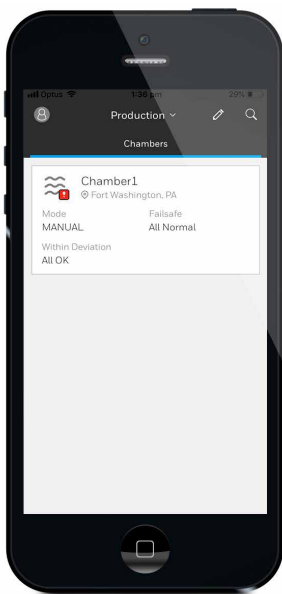 Optus 1:36 pm 29%
Production
Chambers
Chamber1
Fort Washington, PA
Mode Failsafe
MANUAL All Normal
Within Deviation
All OK